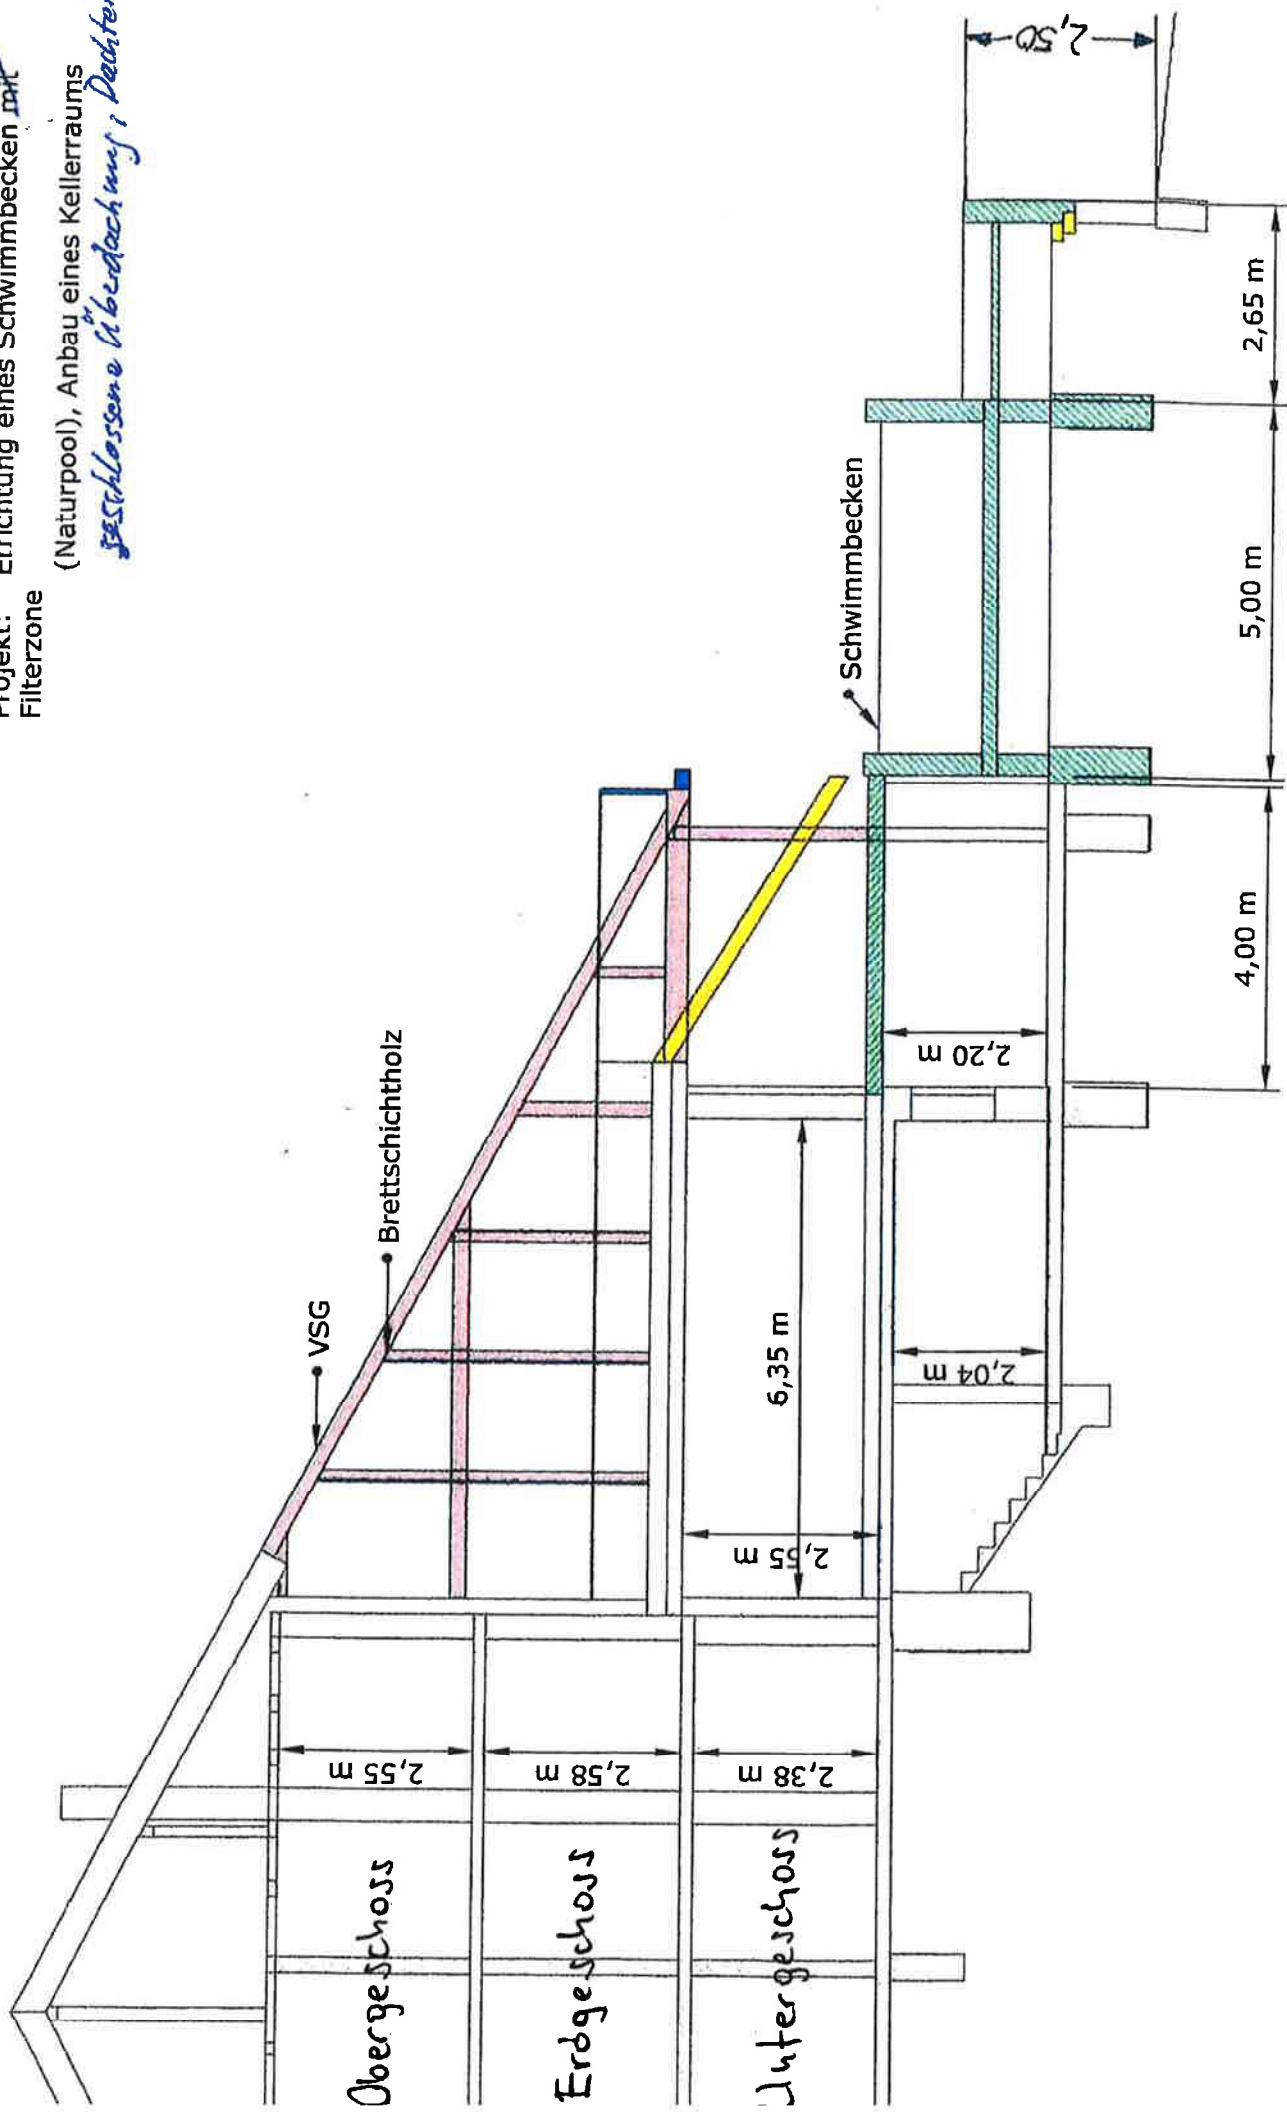 Projekt: Errichtung eines Schwimmbecken mit
Filterzone
(Naturpool), Anbau eines Kellerraums
geschlossene Überdachung,
VSG
Brettschichtholz
Schwimmbecken
Obergeschoss
Erdgeschoss
Untergeschoss
2,55 m
2,58 m
2,38 m
2,55 m
6,35 m
2,04 m
2,20 m
4,00 m
5,00 m
2,65 m
2,50